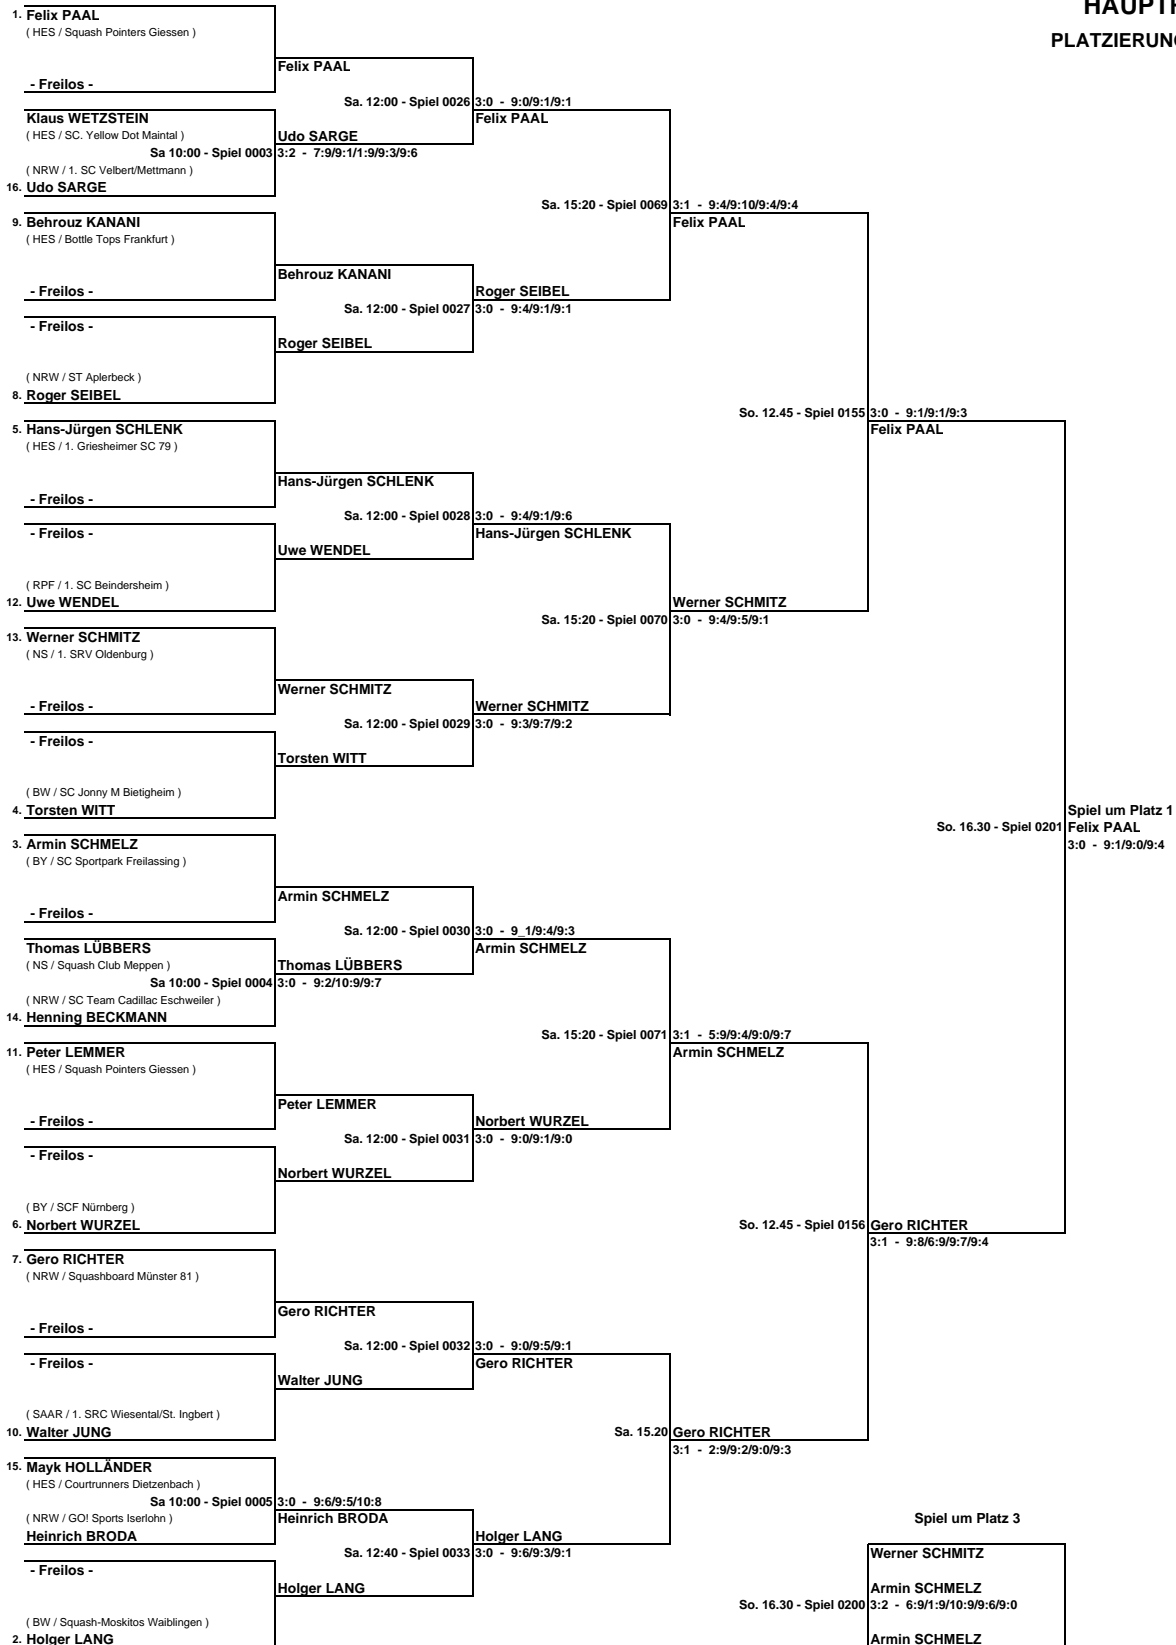 HAUPT
PLATZIERUN
1. Felix PAAL
( HES / Squash Pointers Giessen )
Felix PAAL
- Freilos -
Sa. 12:00 - Spiel 0026 3:0 - 9:0/9:1/9:1
Klaus WETZSTEIN
Felix PAAL
( HES / SC. Yellow Dot Maintal )
Udo SARGE
Sa 10:00 - Spiel 0003 3:2 - 7:9/9:1/1:9/9:3/9:6
( NRW / 1. SC Velbert/Mettmann )
16. Udo SARGE
Sa. 15:20 - Spiel 0069 3:1 - 9:4/9:10/9:4/9:4
9. Behrouz KANANI
Felix PAAL
( HES / Bottle Tops Frankfurt )
Behrouz KANANI
- Freilos -
Roger SEIBEL
Sa. 12:00 - Spiel 0027 3:0 - 9:4/9:1/9:1
- Freilos -
Roger SEIBEL
( NRW / ST Aplerbeck )
8. Roger SEIBEL
So. 12.45 - Spiel 0155 3:0 - 9:1/9:1/9:3
5. Hans-Jürgen SCHLENK
Felix PAAL
( HES / 1. Griesheimer SC 79 )
Hans-Jürgen SCHLENK
- Freilos -
Sa. 12:00 - Spiel 0028 3:0 - 9:4/9:1/9:6
- Freilos -
Hans-Jürgen SCHLENK
Uwe WENDEL
( RPF / 1. SC Beindersheim )
12. Uwe WENDEL
Werner SCHMITZ
Sa. 15:20 - Spiel 0070 3:0 - 9:4/9:5/9:1
13. Werner SCHMITZ
( NS / 1. SRV Oldenburg )
Werner SCHMITZ
- Freilos -
Werner SCHMITZ
Sa. 12:00 - Spiel 0029 3:0 - 9:3/9:7/9:2
- Freilos -
Torsten WITT
( BW / SC Jonny M Bietigheim )
4. Torsten WITT
Spiel um Platz 1
So. 16.30 - Spiel 0201 Felix PAAL
3:0 - 9:1/9:0/9:4
3. Armin SCHMELZ
( BY / SC Sportpark Freilassing )
Armin SCHMELZ
- Freilos -
Sa. 12:00 - Spiel 0030 3:0 - 9_1/9:4/9:3
Thomas LÜBBERS
Armin SCHMELZ
( NS / Squash Club Meppen )
Thomas LÜBBERS
Sa 10:00 - Spiel 0004 3:0 - 9:2/10:9/9:7
( NRW / SC Team Cadillac Eschweiler )
14. Henning BECKMANN
Sa. 15:20 - Spiel 0071 3:1 - 5:9/9:4/9:0/9:7
11. Peter LEMMER
Armin SCHMELZ
( HES / Squash Pointers Giessen )
Peter LEMMER
- Freilos -
Norbert WURZEL
Sa. 12:00 - Spiel 0031 3:0 - 9:0/9:1/9:0
- Freilos -
Norbert WURZEL
( BY / SCF Nürnberg )
6. Norbert WURZEL
So. 12.45 - Spiel 0156 Gero RICHTER
3:1 - 9:8/6:9/9:7/9:4
7. Gero RICHTER
( NRW / Squashboard Münster 81 )
Gero RICHTER
- Freilos -
Sa. 12:00 - Spiel 0032 3:0 - 9:0/9:5/9:1
- Freilos -
Gero RICHTER
Walter JUNG
( SAAR / 1. SRC Wiesental/St. Ingbert )
10. Walter JUNG
Sa. 15.20 Gero RICHTER
3:1 - 2:9/9:2/9:0/9:3
15. Mayk HOLLÄNDER
( HES / Courtrunners Dietzenbach )
Sa 10:00 - Spiel 0005 3:0 - 9:6/9:5/10:8
( NRW / GO! Sports Iserlohn )
Heinrich BRODA
Spiel um Platz 3
Heinrich BRODA
Holger LANG
Sa. 12:40 - Spiel 0033 3:0 - 9:6/9:3/9:1
Werner SCHMITZ
- Freilos -
Holger LANG
Armin SCHMELZ
So. 16.30 - Spiel 0200 3:2 - 6:9/1:9/10:9/9:6/9:0
( BW / Squash-Moskitos Waiblingen )
2. Holger LANG
Armin SCHMELZ